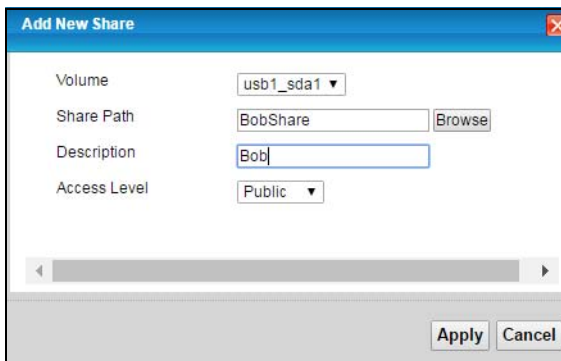 Add New Share
Volume usb1_sda1
Share Path BobShare Browse
Description Bob
Access Level Public
Apply Cancel